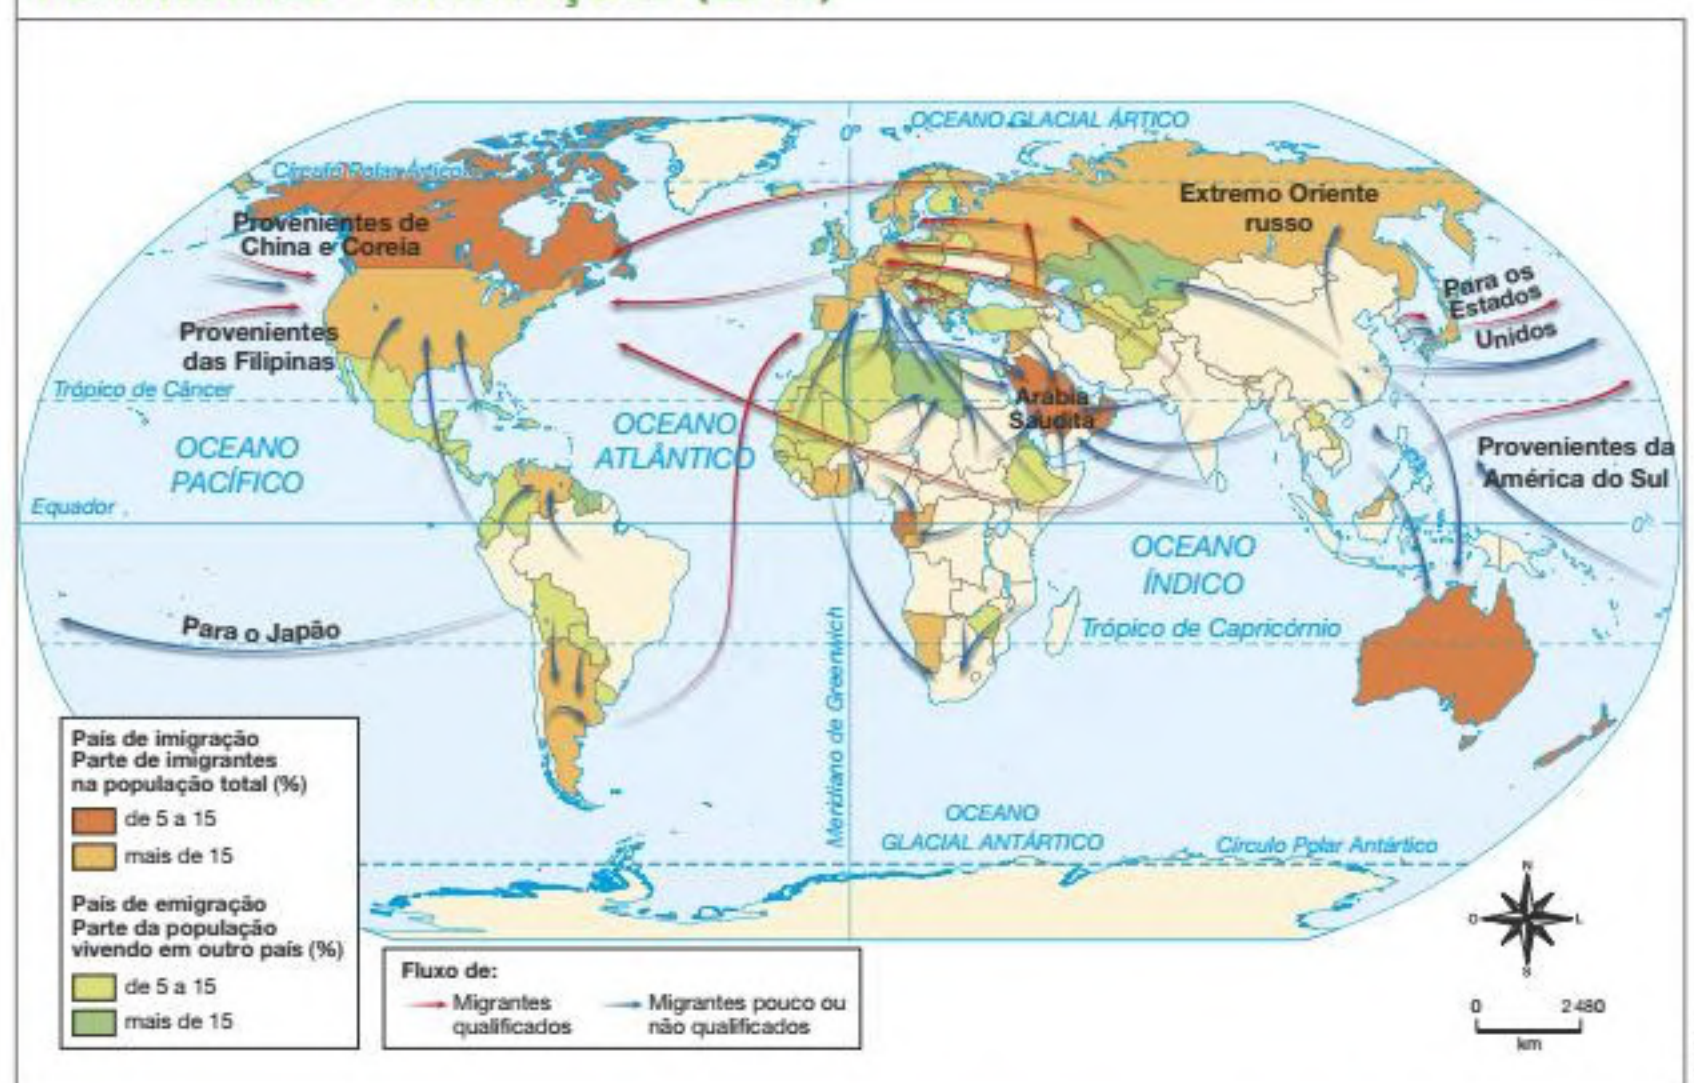 OCEANO GLACIAL ÁRTICO
0°
Círculo Polar Ártico
Provenientes de
China e Coreia
Extremo Oriente
russo
Para os
Estados
Unidos
Provenientes
das Filipinas
Trópico de Câncer
Arábia
Saudita
OCEANO
PACÍFICO
OCEANO
ATLÂNTICO
Provenientes da
América do Sul
Equador
0°
OCEANO
ÍNDICO
Trópico de Capricórnio
Para o Japão
Meridiano de Greenwich
OCEANO
GLACIAL ANTÁRTICO
Círculo Polar Antártico
País de imigração
Parte de imigrantes
na população total (%)
de 5 a 15
mais de 15
País de emigração
Parte da população
vivendo em outro país (%)
de 5 a 15
mais de 15
Fluxo de:
Migrantes
qualificados
Migrantes pouco ou
não qualificados
N
O
L
S
0
2 480
km